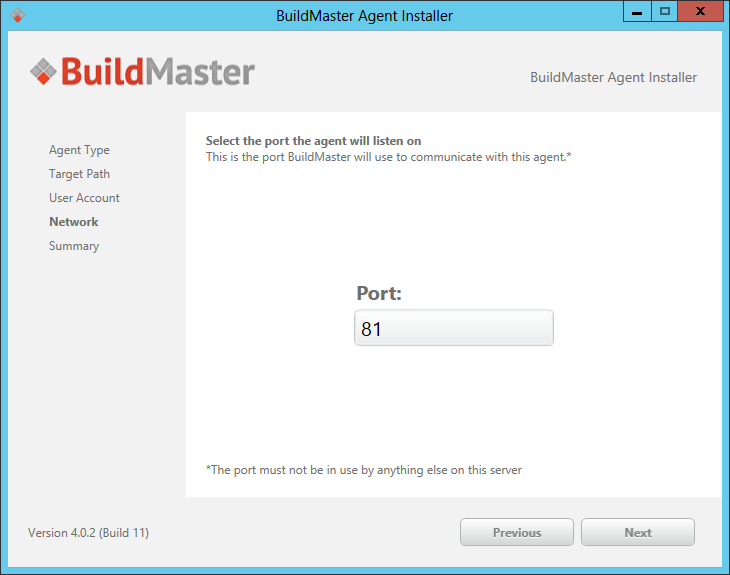 BuildMaster Agent Installer
BuildMaster
BuildMaster Agent Installer
Agent Type
Target Path
User Account
Network
Summary
Select the port the agent will listen on
This is the port BuildMaster will use to communicate with this agent.*
Port:
81
*The port must not be in use by anything else on this server
Version 4.0.2 (Build 11)
Previous
Next